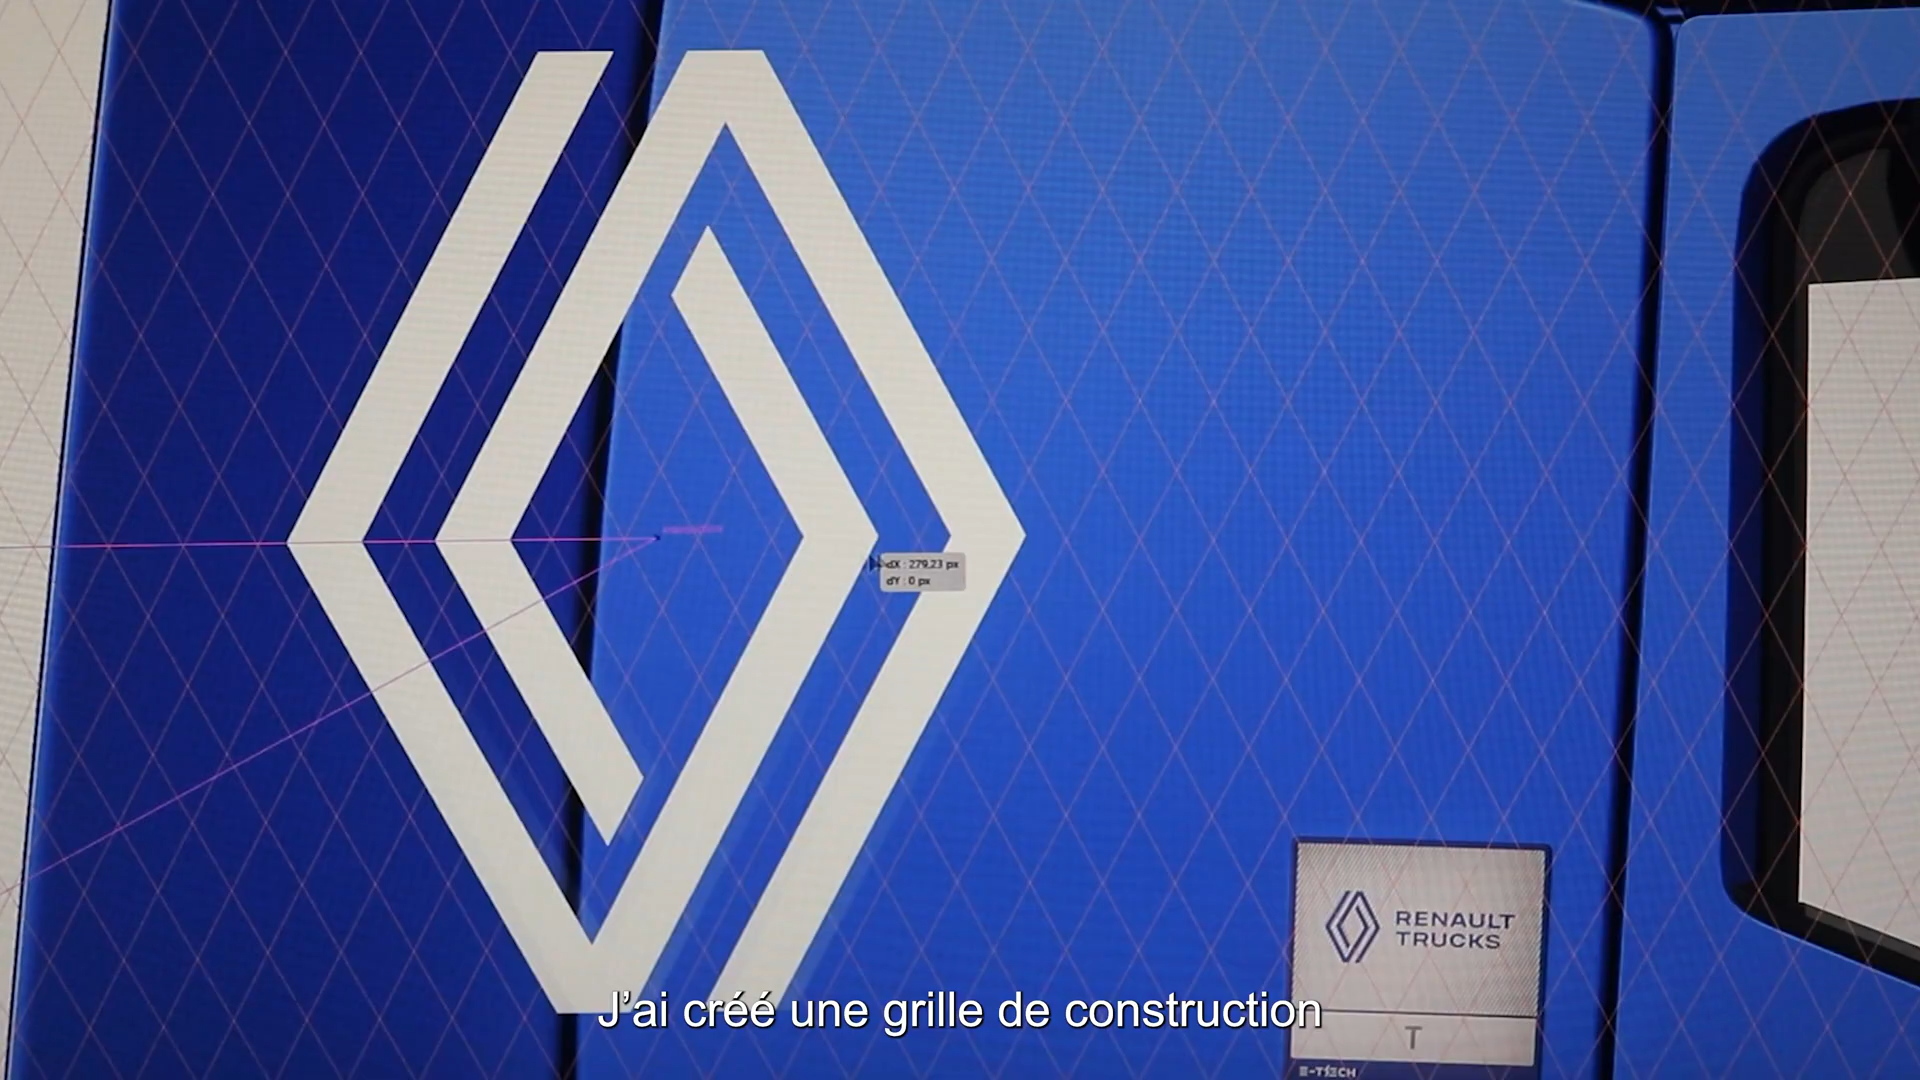 dX : 279,23 px
dY : 0 px
RENAULT
TRUCKS
T
E-TECH
J’ai créé une grille de construction